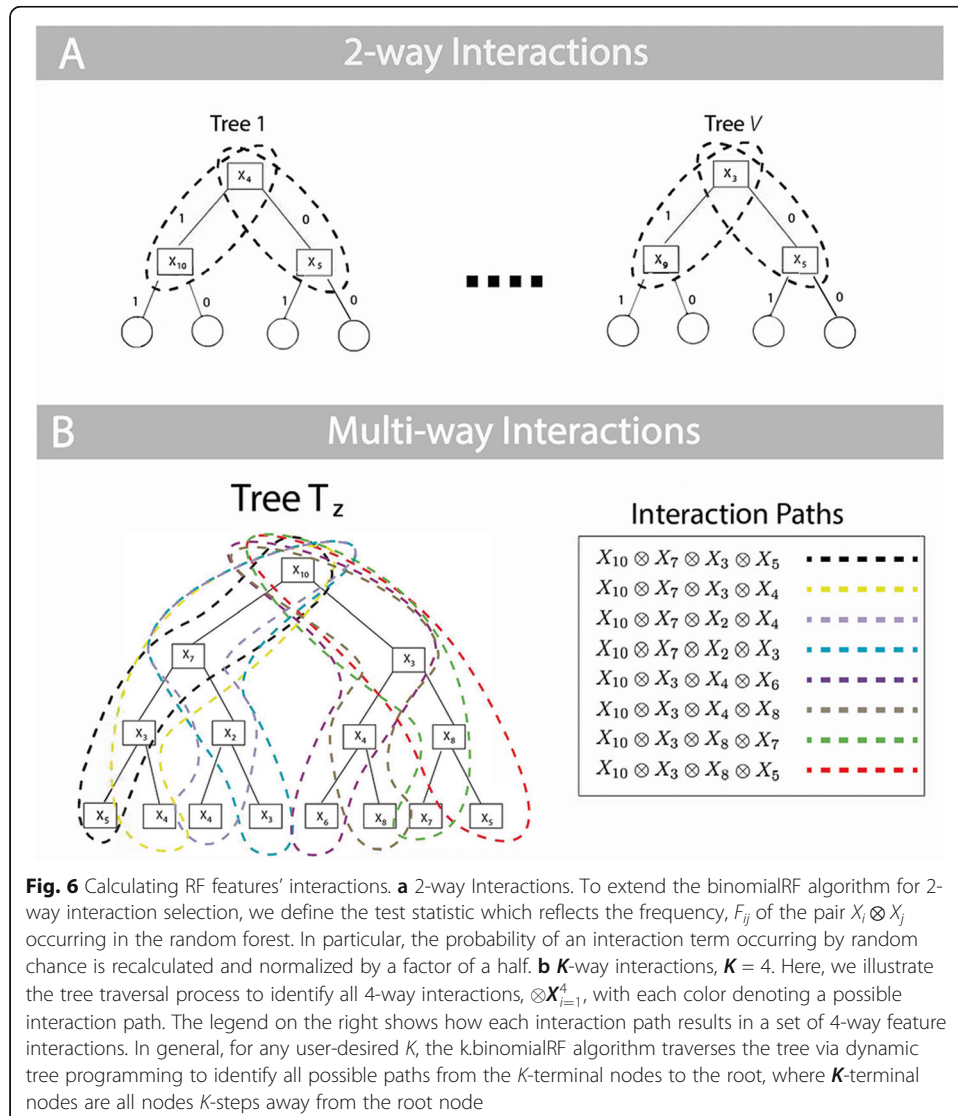 A
2-way Interactions
Tree 1
Tree V
X4
X3
1
0
1
0
X10
X5
X9
X5
1
0
1
0
1
0
1
0
B
Multi-way Interactions
Tree Tz
Interaction Paths
X10
X7
X3
X3
X2
X4
X8
X5
X4
X4
X3
X6
X8
X7
X5
X10 ⊗ X7 ⊗ X3 ⊗ X5
X10 ⊗ X7 ⊗ X3 ⊗ X4
X10 ⊗ X7 ⊗ X2 ⊗ X4
X10 ⊗ X7 ⊗ X2 ⊗ X3
X10 ⊗ X3 ⊗ X4 ⊗ X6
X10 ⊗ X3 ⊗ X4 ⊗ X8
X10 ⊗ X3 ⊗ X8 ⊗ X7
X10 ⊗ X3 ⊗ X8 ⊗ X5
Fig. 6 Calculating RF features' interactions. a 2-way Interactions. To extend the binomialRF algorithm for 2-
way interaction selection, we define the test statistic which reflects the frequency, Fij of the pair Xi ⊗ Xj
occurring in the random forest. In particular, the probability of an interaction term occurring by random
chance is recalculated and normalized by a factor of a half. b K-way interactions, K = 4. Here, we illustrate
the tree traversal process to identify all 4-way interactions, ⊗X⁴i=1, with each color denoting a possible
interaction path. The legend on the right shows how each interaction path results in a set of 4-way feature
interactions. In general, for any user-desired K, the k.binomialRF algorithm traverses the tree via dynamic
tree programming to identify all possible paths from the K-terminal nodes to the root, where K-terminal
nodes are all nodes K-steps away from the root node